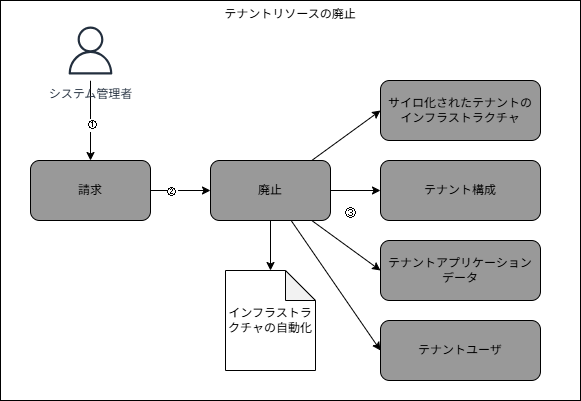 テナントリソースの廃止
システム管理者
①
請求
②
廃止
③
サイロ化されたテナントの
インフラストラクチャ
テナント構成
テナントアプリケーション
データ
テナントユーザ
インフラストラ
クチャの自動化